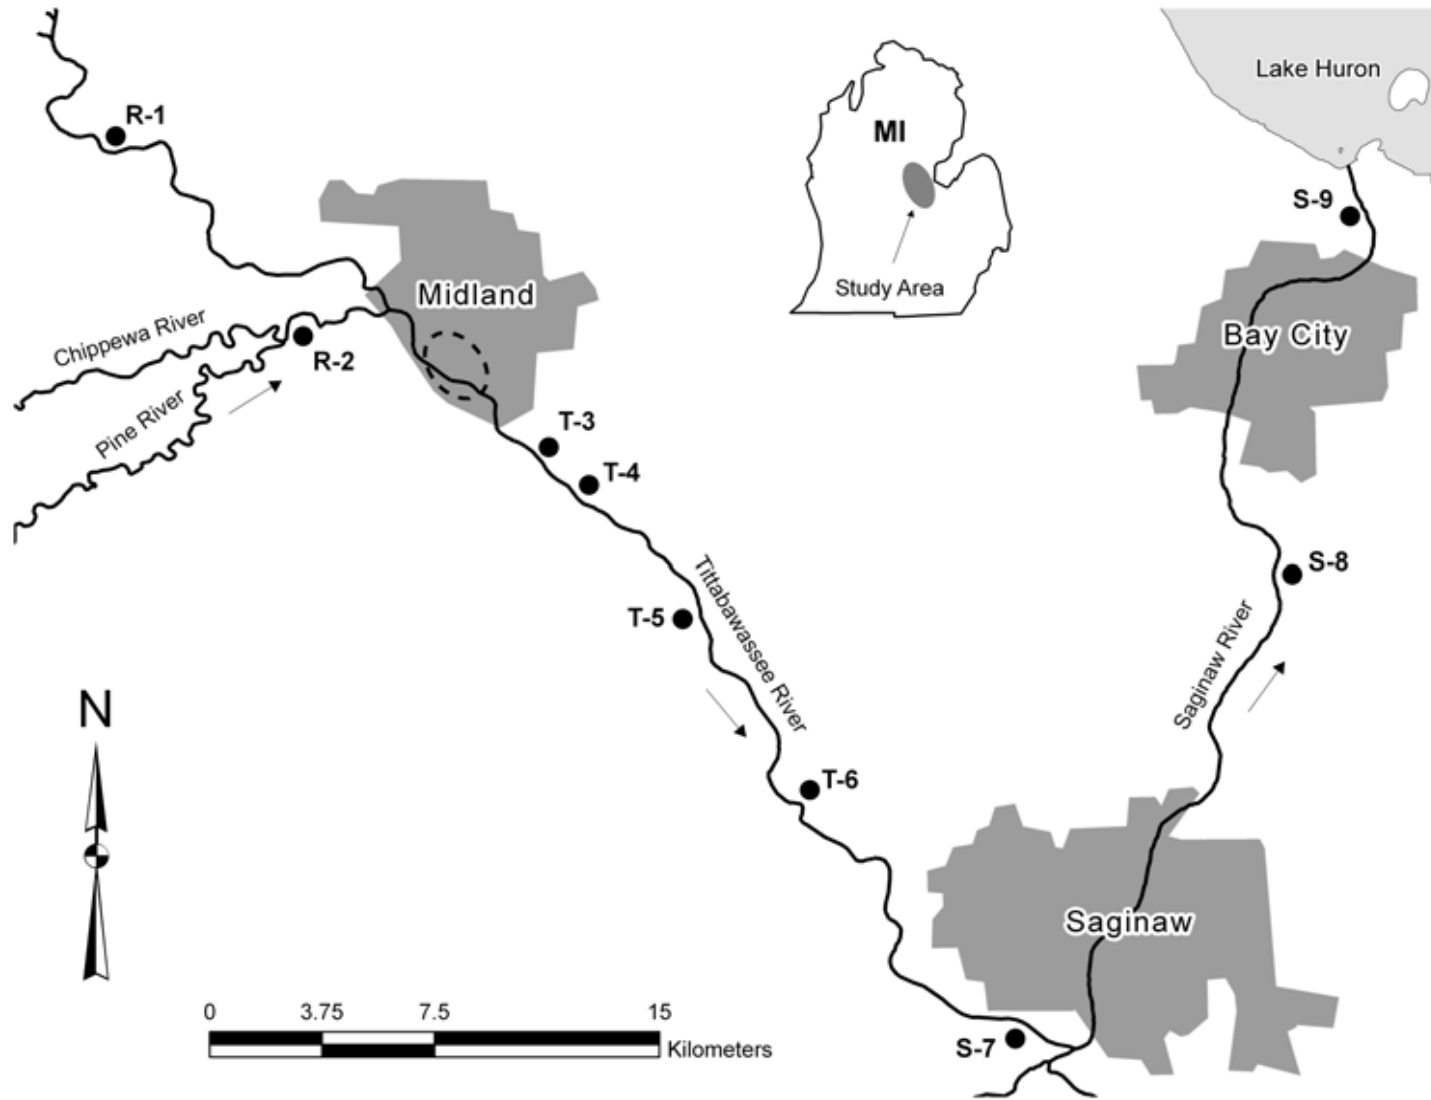 Lake Huron
R-1
MI
S-9
Study Area
Midland
Chippewa River
Bay City
R-2
Pine River
T-3
T-4
S-8
Tittabawassee River
T-5
Saginaw River
N
T-6
Saginaw
0 3.75 7.5 15
Kilometers
S-7